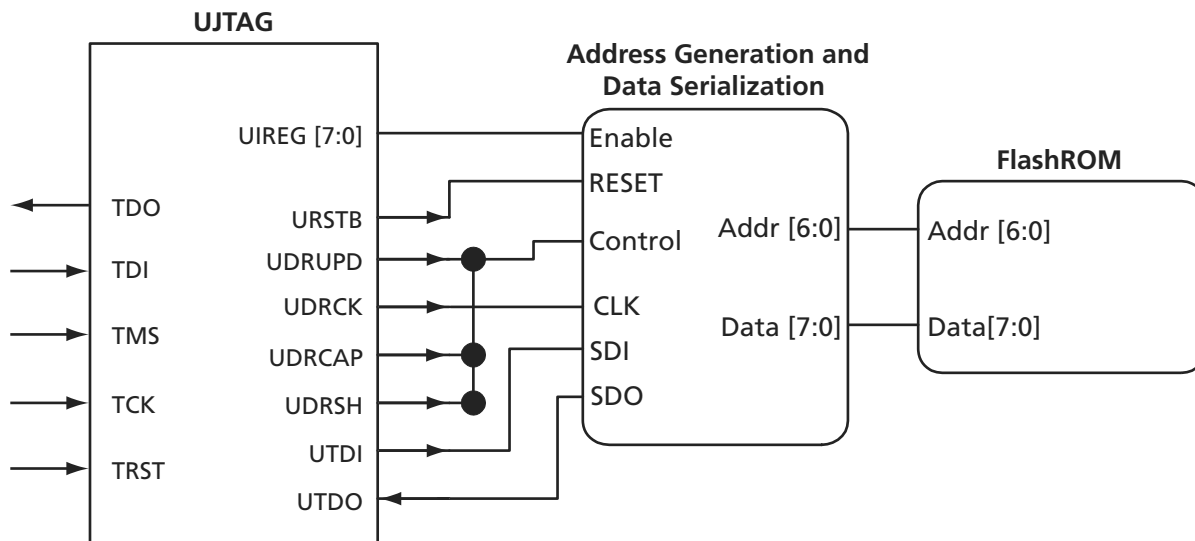 UJTAG
Address Generation and
Data Serialization
FlashROM
TDO
TDI
TMS
TCK
TRST
UIREG [7:0]
URSTB
UDRUPD
UDRCK
UDRCAP
UDRSH
UTDI
UTDO
Enable
RESET
Control
CLK
SDI
SDO
Addr [6:0]
Data [7:0]
Addr [6:0]
Data[7:0]